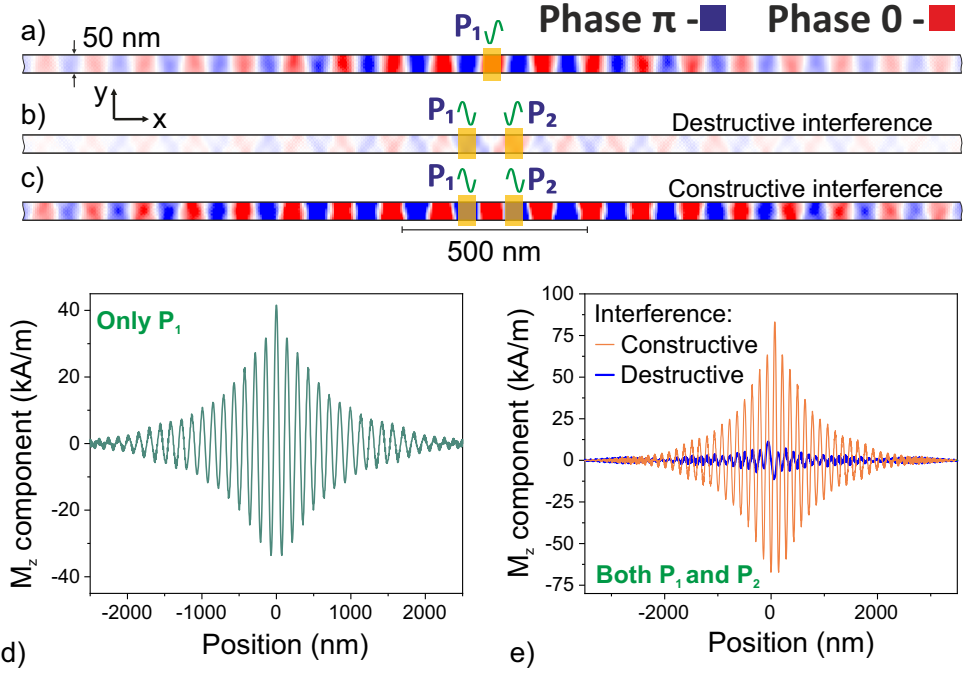 a) 50 nm P₁ Phase π - Phase 0 -
y
x
b) P₁ P₂ Destructive interference
c) P₁ P₂ Constructive interference
500 nm
Only P₁
M_z component (kA/m)
40
20
0
-20
-40
-2000 -1000 0 1000 2000
Position (nm)
d)
Interference:
Constructive
Destructive
Both P₁ and P₂
M_z component (kA/m)
100
75
50
25
0
-25
-50
-75
-2000 0 2000
Position (nm)
e)